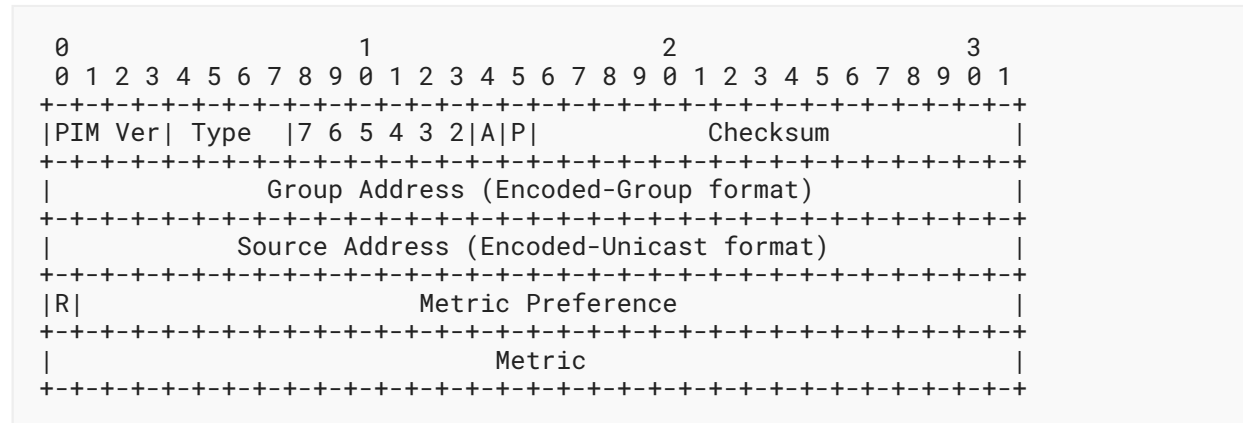 0                   1                   2                   3
 0 1 2 3 4 5 6 7 8 9 0 1 2 3 4 5 6 7 8 9 0 1 2 3 4 5 6 7 8 9 0 1
+-+-+-+-+-+-+-+-+-+-+-+-+-+-+-+-+-+-+-+-+-+-+-+-+-+-+-+-+-+-+-+-+
|PIM Ver| Type  |7 6 5 4 3 2|A|P|           Checksum            |
+-+-+-+-+-+-+-+-+-+-+-+-+-+-+-+-+-+-+-+-+-+-+-+-+-+-+-+-+-+-+-+-+
|              Group Address (Encoded-Group format)             |
+-+-+-+-+-+-+-+-+-+-+-+-+-+-+-+-+-+-+-+-+-+-+-+-+-+-+-+-+-+-+-+-+
|            Source Address (Encoded-Unicast format)            |
+-+-+-+-+-+-+-+-+-+-+-+-+-+-+-+-+-+-+-+-+-+-+-+-+-+-+-+-+-+-+-+-+
|R|                      Metric Preference                      |
+-+-+-+-+-+-+-+-+-+-+-+-+-+-+-+-+-+-+-+-+-+-+-+-+-+-+-+-+-+-+-+-+
|                             Metric                            |
+-+-+-+-+-+-+-+-+-+-+-+-+-+-+-+-+-+-+-+-+-+-+-+-+-+-+-+-+-+-+-+-+